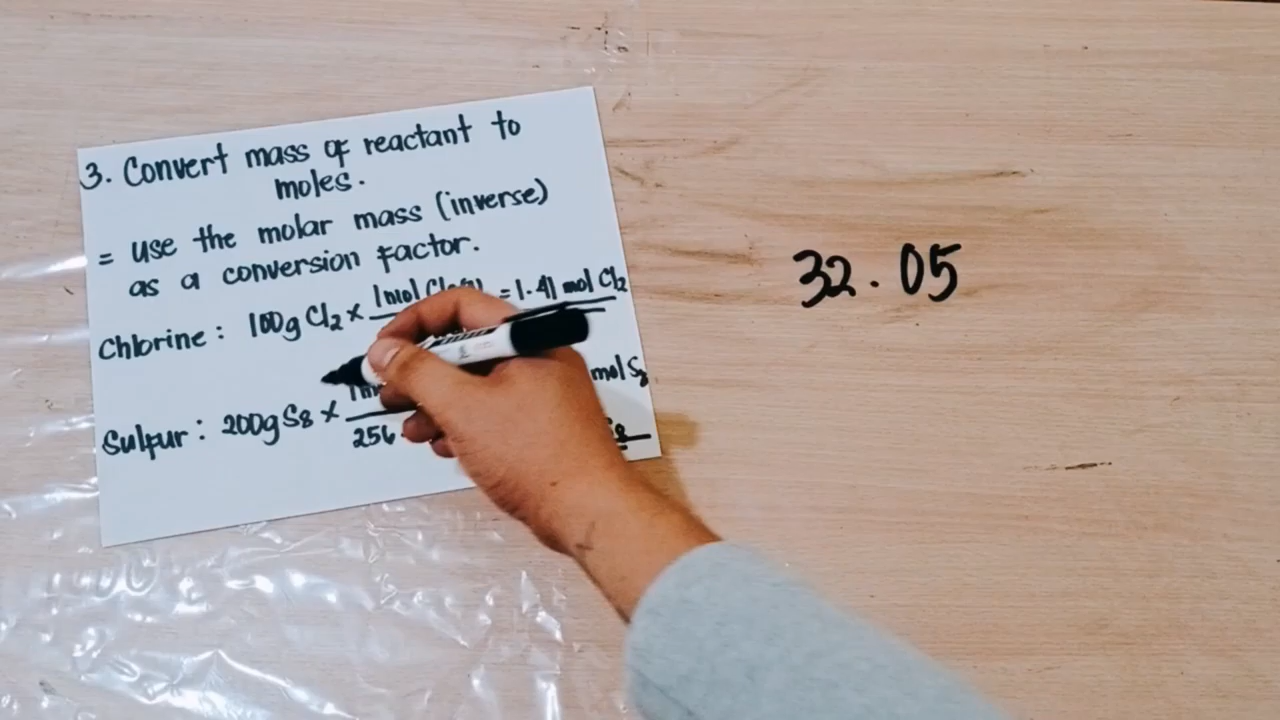 3. Convert mass of reactant to
moles.
= use the molar mass (inverse)
as a conversion factor.
Chlorine : 100g Cl2 x 1mol = 1.41 mol Cl2
Sulfur : 200g S8 x
256
mol S8
32.05